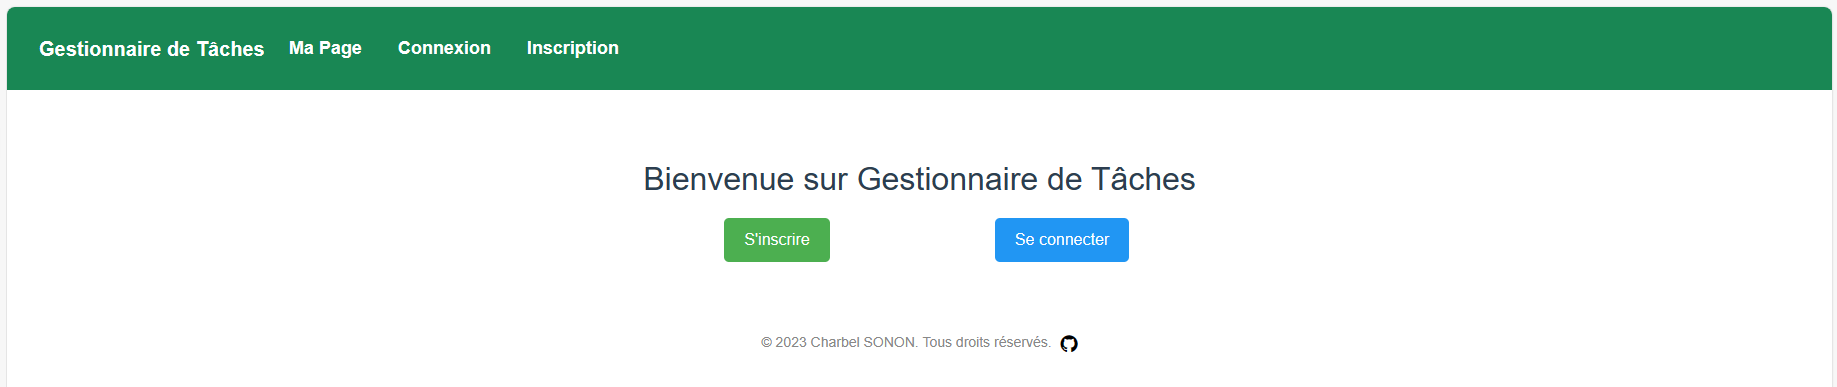 Gestionnaire de Tâches Ma Page Connexion Inscription
Bienvenue sur Gestionnaire de Tâches
S'inscrire Se connecter
© 2023 Charbel SONON. Tous droits réservés.